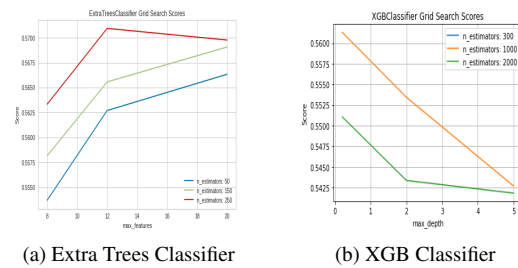 ExtraTreesClassifier Grid Search Scores
0.5700
0.5675
0.5650
0.5625
0.5600
0.5575
0.5550
Score
8
10
12
14
16
18
20
max_features
n_estimators: 50
n_estimators: 150
n_estimators: 250
(a) Extra Trees Classifier
XGBClassifier Grid Search Scores
0.5600
0.5575
0.5550
0.5525
0.5500
0.5475
0.5450
0.5425
Score
0
1
2
3
4
5
max_depth
n_estimators: 300
n_estimators: 1000
n_estimators: 2000
(b) XGB Classifier